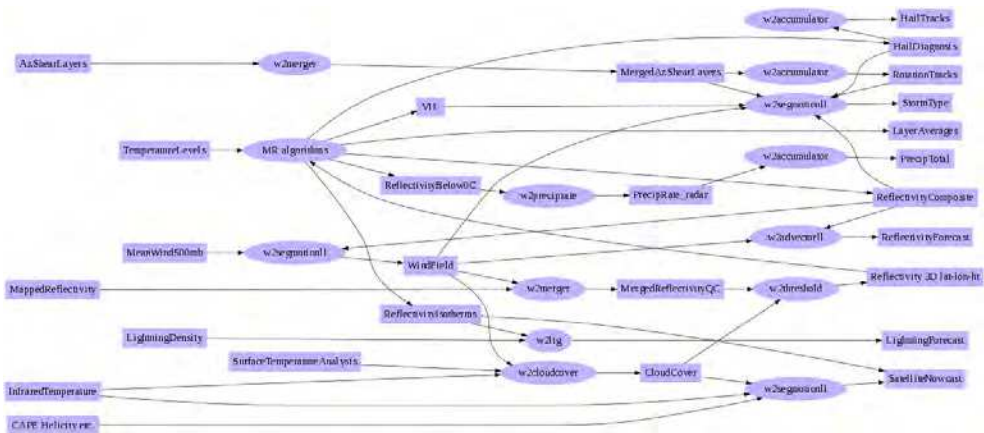 w2accumulator
HailTracks
HailDiagnosis
AzShearLayers
w2merger
MergedAzShearLayers
w2accumulator
RotationTracks
VIL
w2segmotionll
StormType
LayerAverages
TemperatureLevels
MR algorithms
w2accumulator
PrecipTotal
ReflectivityBelow0C
w2preciprate
PrecipRate_radar
ReflectivityComposite
w2advectorll
ReflectivityForecast
MeanWind500mb
w2segmotionll
WindField
Reflectivity 3D lat-lon-ht
MappedReflectivity
w2merger
MergedReflectivityQC
w2threshold
ReflectivityIsotherms
LightningDensity
w2ltg
LightningForecast
SurfaceTemperatureAnalysis
w2cloudcover
CloudCover
SatelliteNowcast
InfraredTemperature
w2segmotionll
CAPE Helicity etc.